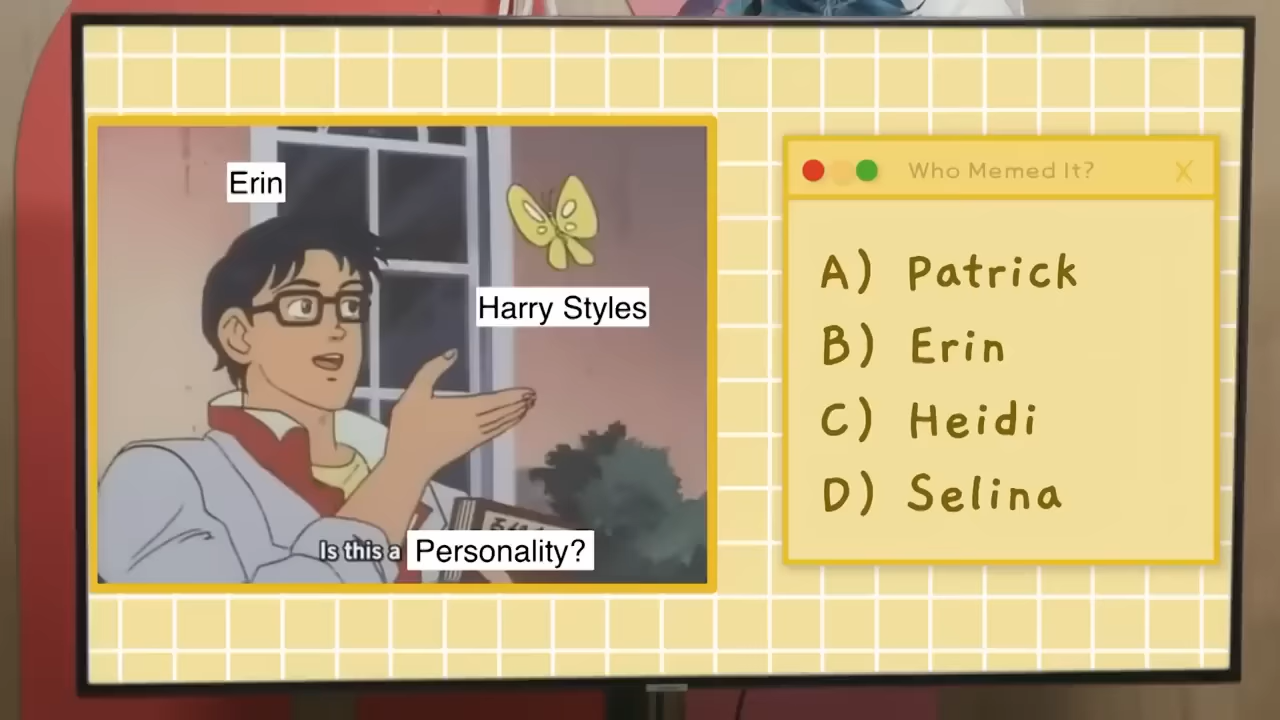 Erin
Harry Styles
Is this a Personality?
Who Memed It?
X
A) Patrick
B) Erin
C) Heidi
D) Selina